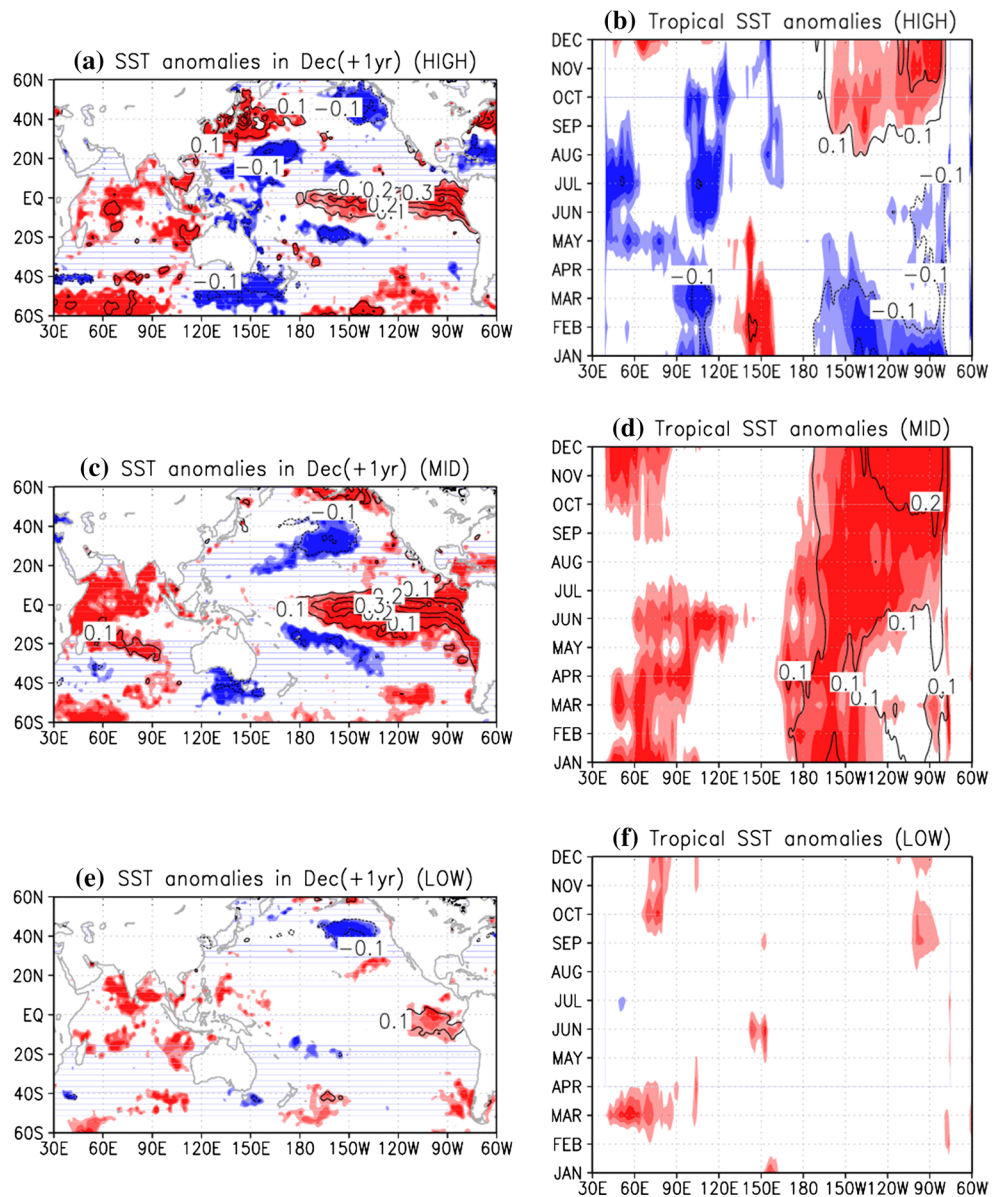 (a) SST anomalies in Dec(+1yr) (HIGH)
60N
40N
20N
EQ
20S
40S
60S
0.1
-0.1
0.1
-0.1
0.2
-0.3
0.2
-0.1
30E 60E 90E 120E 150E 180 150W 120W 90W 60W
(b) Tropical SST anomalies (HIGH)
DEC
NOV
OCT
SEP
AUG
JUL
JUN
MAY
APR
MAR
FEB
JAN
0.1
0.1
-0.1
-0.1
-0.1
-0.1
30E 60E 90E 120E 150E 180 150W 120W 90W 60W
(c) SST anomalies in Dec(+1yr) (MID)
60N
40N
20N
EQ
20S
40S
60S
-0.1
0.1
0.2
0.1
0.3
0.1
0.1
30E 60E 90E 120E 150E 180 150W 120W 90W 60W
(d) Tropical SST anomalies (MID)
DEC
NOV
OCT
SEP
AUG
JUL
JUN
MAY
APR
MAR
FEB
JAN
0.2
0.1
0.1
0.1
0.1
0.1
30E 60E 90E 120E 150E 180 150W 120W 90W 60W
(e) SST anomalies in Dec(+1yr) (LOW)
60N
40N
20N
EQ
20S
40S
60S
-0.1
0.1
30E 60E 90E 120E 150E 180 150W 120W 90W 60W
(f) Tropical SST anomalies (LOW)
DEC
NOV
OCT
SEP
AUG
JUL
JUN
MAY
APR
MAR
FEB
JAN
30E 60E 90E 120E 150E 180 150W 120W 90W 60W